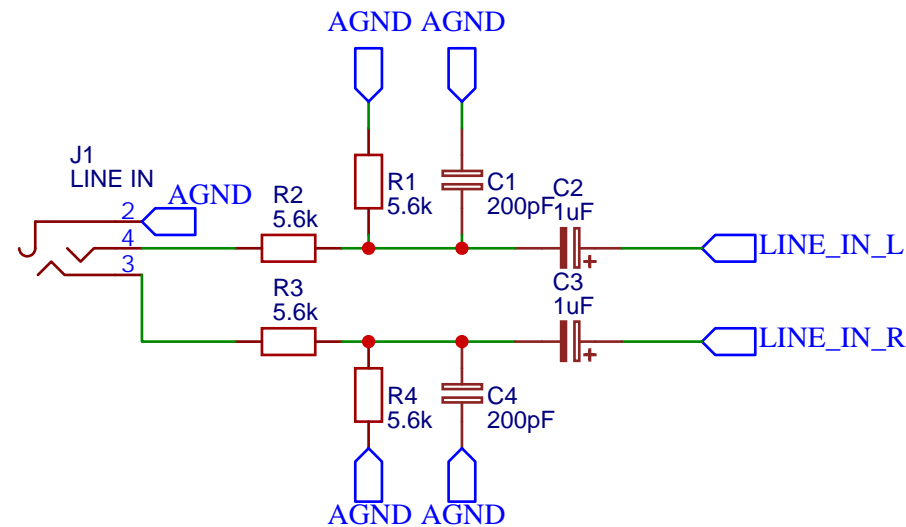 AGND AGND
J1
LINE IN
AGND
2
4
3
R2
5.6k
R1
5.6k
C1
200pF
C2
1uF
+
LINE_IN_L
R3
5.6k
C3
1uF
+
LINE_IN_R
R4
5.6k
C4
200pF
AGND AGND